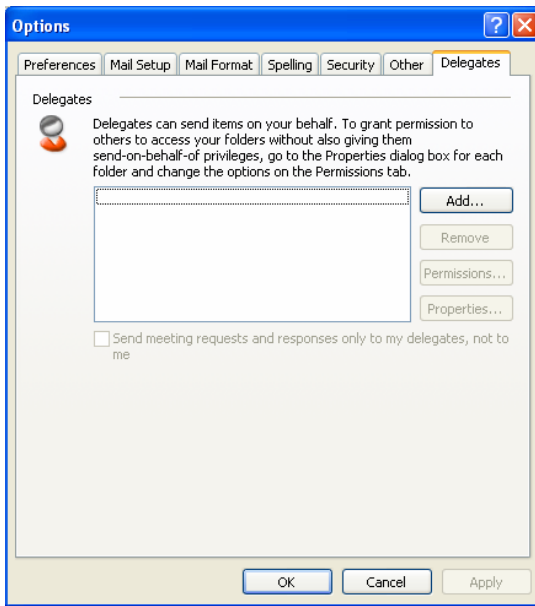 Options
Preferences Mail Setup Mail Format Spelling Security Other Delegates
Delegates
Delegates can send items on your behalf. To grant permission to
others to access your folders without also giving them
send-on-behalf-of privileges, go to the Properties dialog box for each
folder and change the options on the Permissions tab.
Add...
Remove
Permissions...
Properties...
Send meeting requests and responses only to my delegates, not to
me
OK Cancel Apply